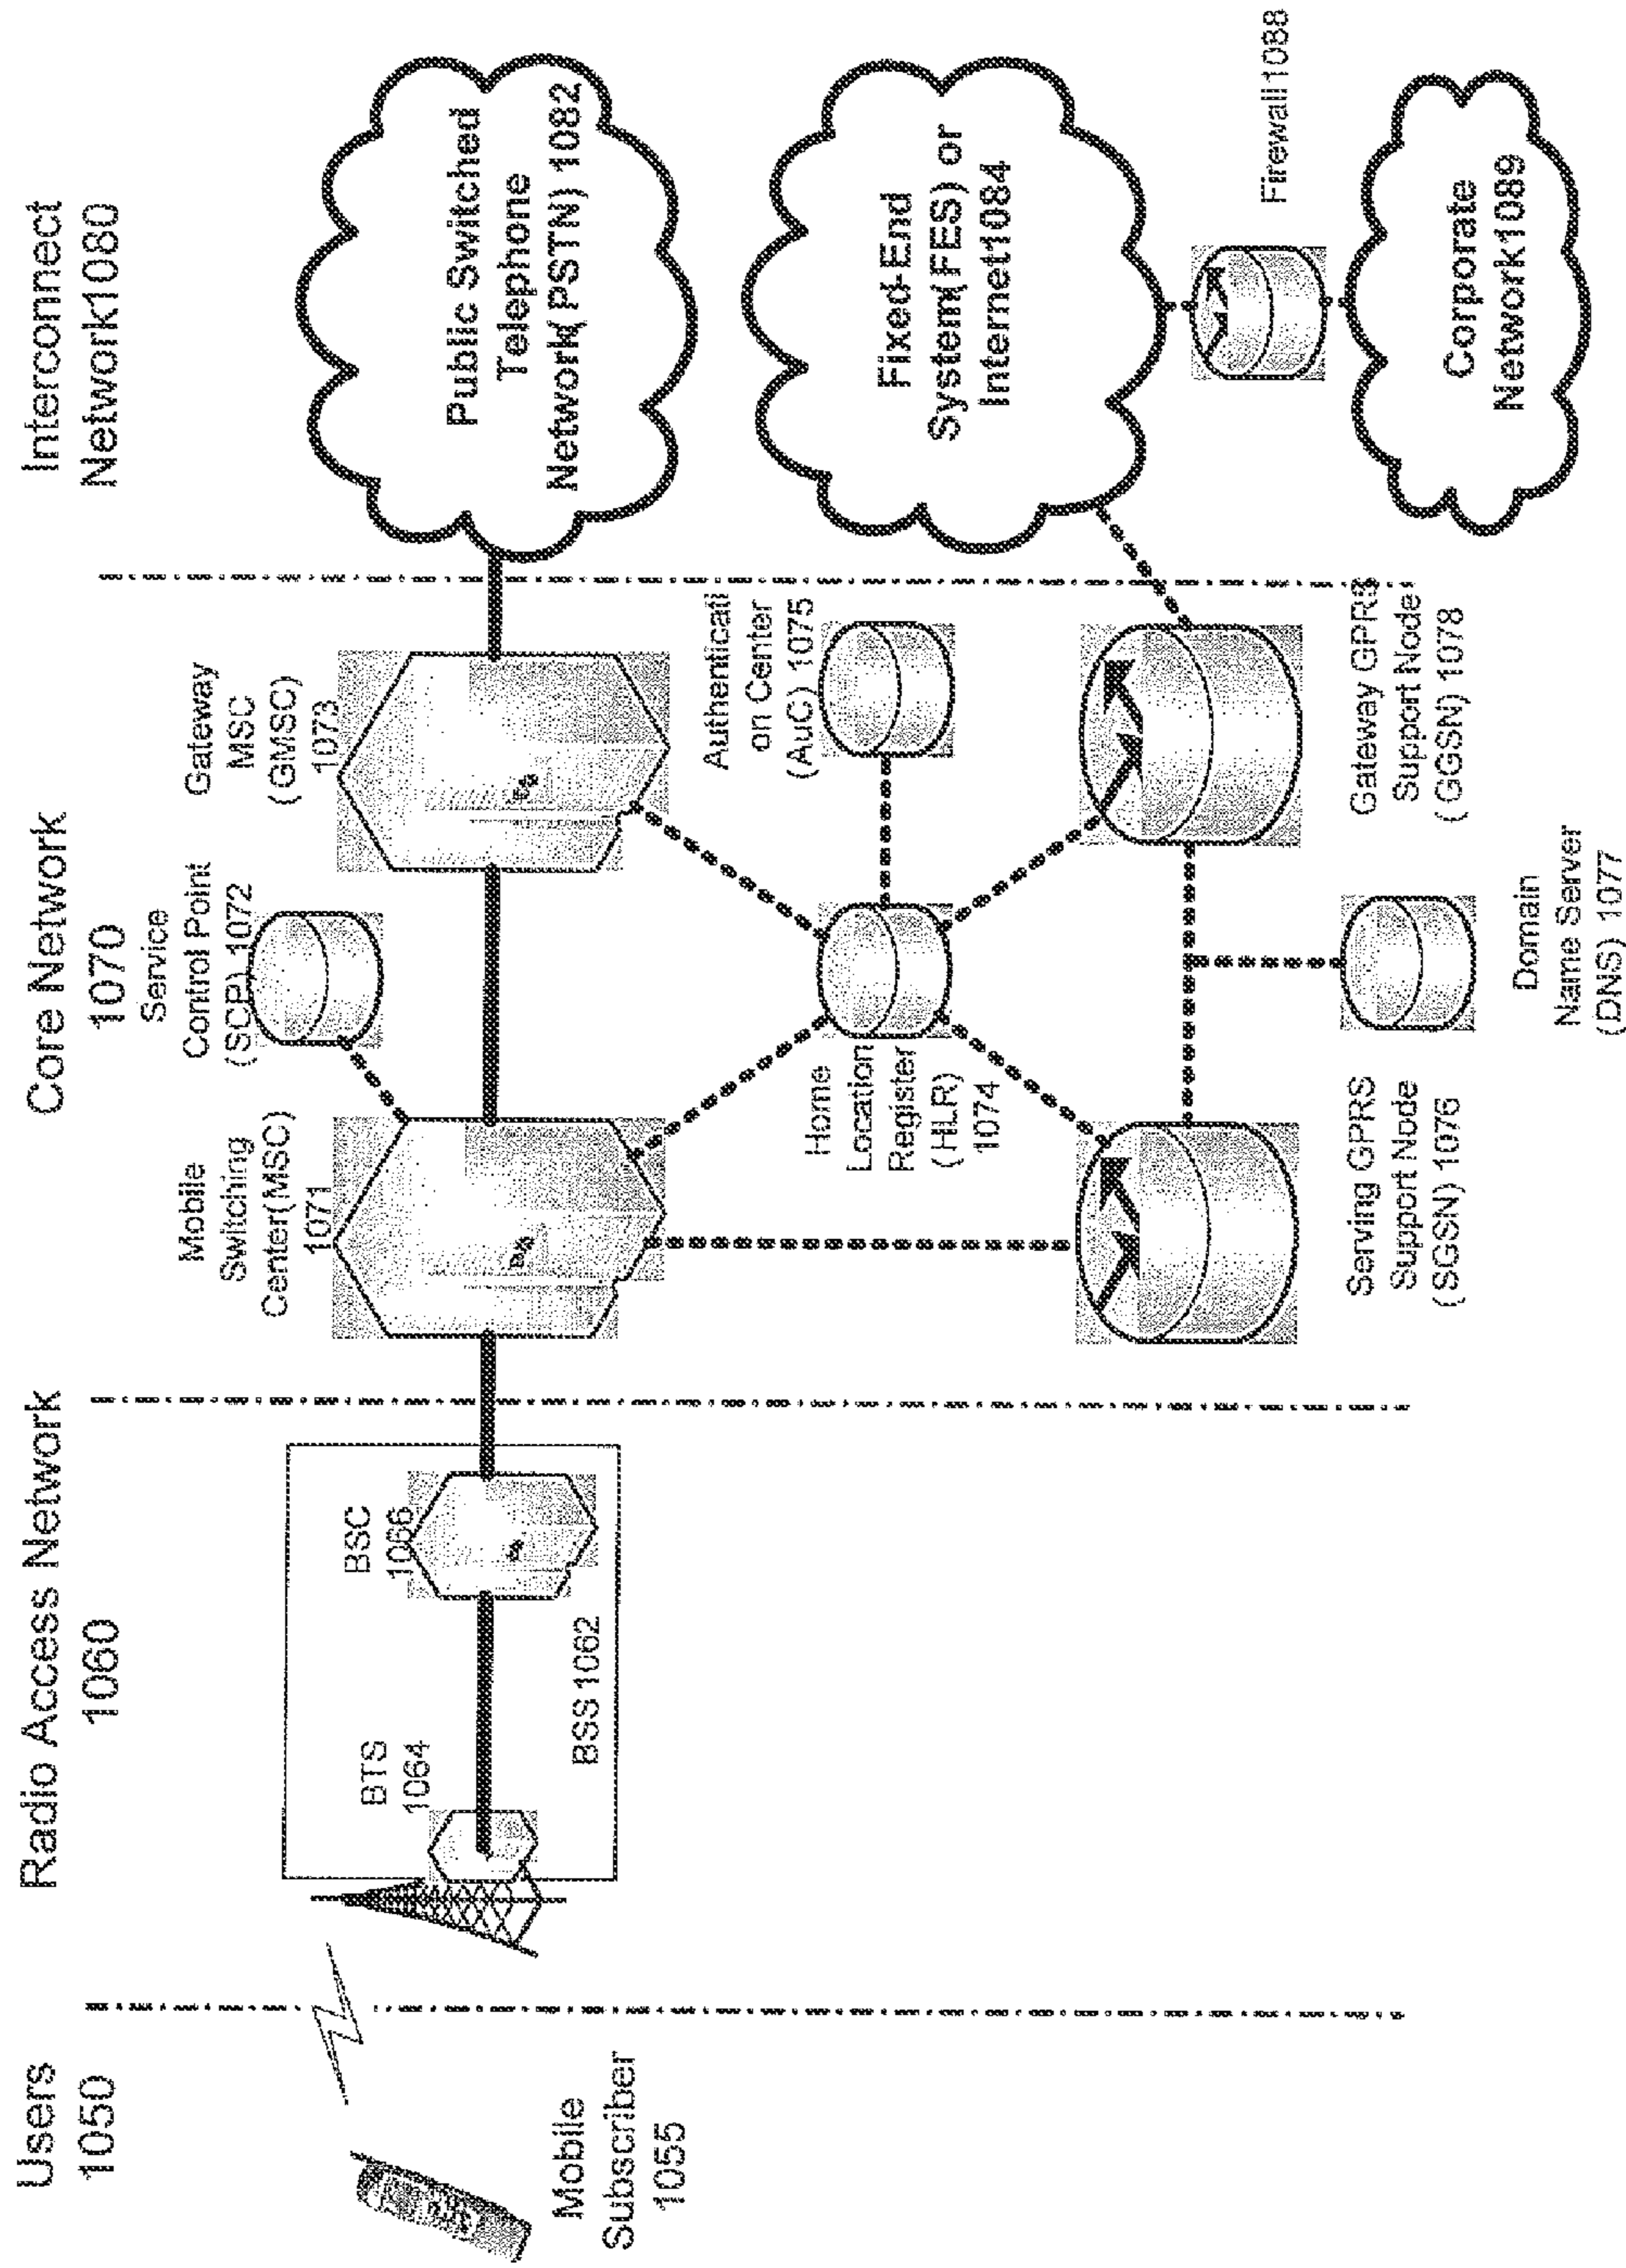 Users
1050
Radio Access Network
1060
Core Network
1070
Interconnect
Network1080
Mobile
Subscriber
1055
BTS
1064
BSC
1066
BSS 1062
Mobile
Switching
Center(MSC)
1071
Service
Control Point
(SCP) 1072
Gateway
MSC
(GMSC)
1073
Home
Location
Register
(HLR)
1074
Authenticati
on Center
(AuC) 1075
Serving GPRS
Support Node
(SGSN) 1076
Domain
Name Server
(DNS) 1077
Gateway GPRS
Support Node
(GGSN) 1078
Public Switched
Telephone
Network(PSTN) 1082
Fixed-End
System(FES) or
Internet1084
Firewall 1088
Corporate
Network1089